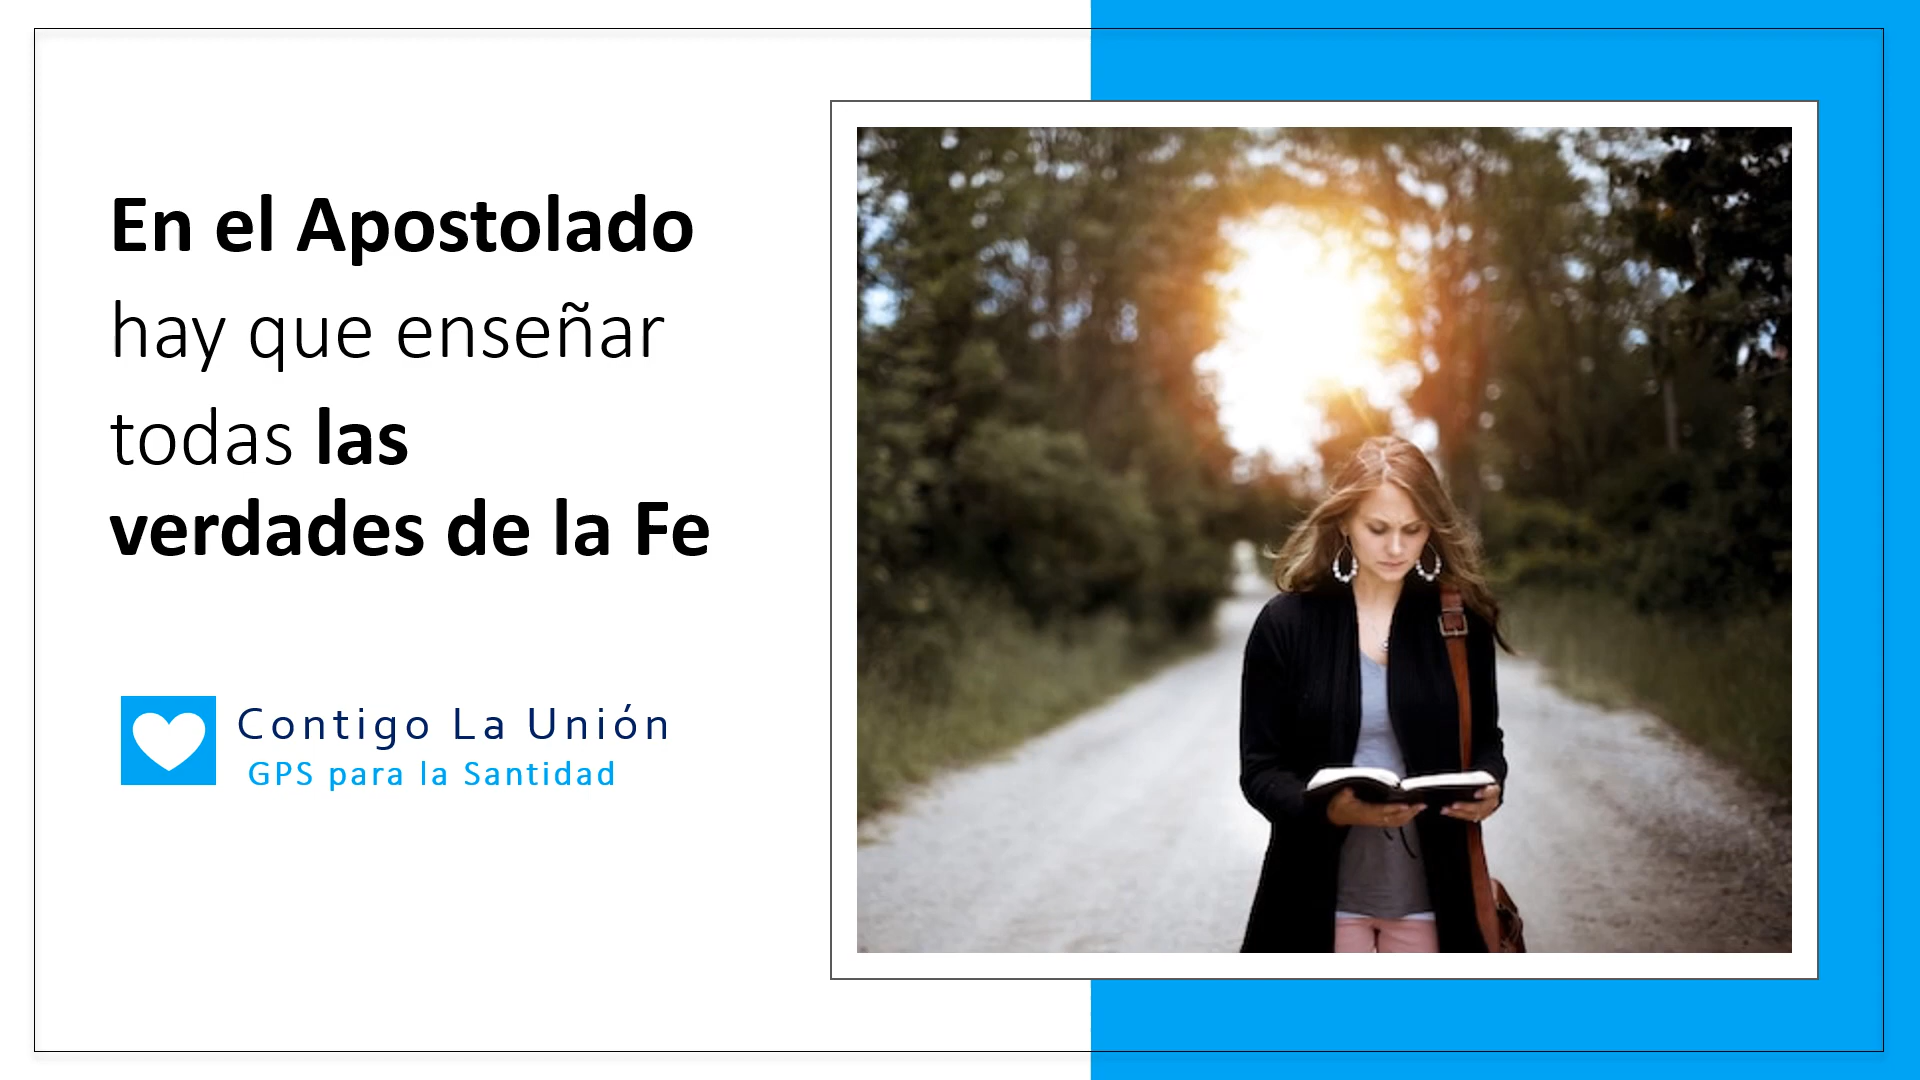 En el Apostolado
hay que enseñar
todas las
verdades de la Fe
Contigo La Unión
GPS para la Santidad